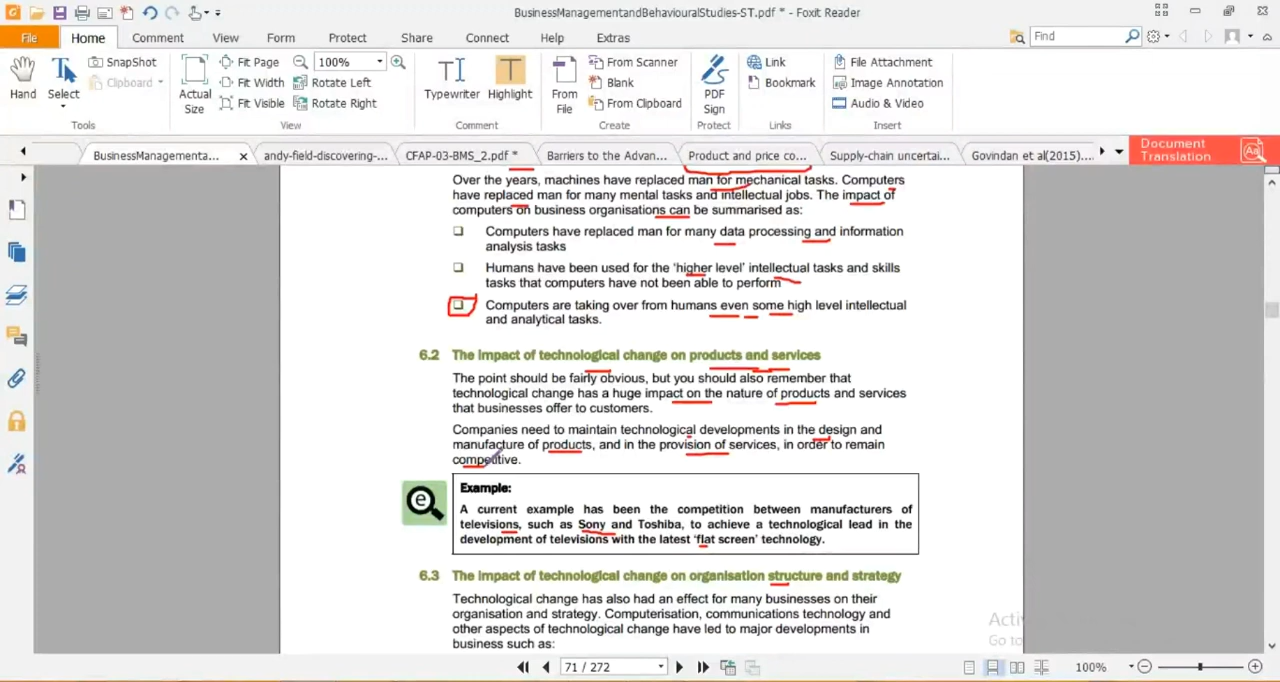 BusinessManagementandBehaviouralStudies-ST.pdf * - Foxit Reader
File Home Comment View Form Protect Share Connect Help Extras Find
Hand Select SnapShot Clipboard Actual Size Fit Page Fit Width Fit Visible 100% Rotate Left Rotate Right Typewriter Highlight From File From Scanner Blank From Clipboard PDF Sign Link Bookmark File Attachment Image Annotation Audio & Video
Tools View Comment Create Protect Links Insert
BusinessManagementa... andy-field-discovering-... CFAP-03-BMS_2.pdf * Barriers to the Advan... Product and price co... Supply-chain uncertai... Govindan et al(2015).... Document Translation
Over the years, machines have replaced man for mechanical tasks. Computers
have replaced man for many mental tasks and intellectual jobs. The impact of
computers on business organisations can be summarised as:
Computers have replaced man for many data processing and information
analysis tasks
Humans have been used for the ‘higher level’ intellectual tasks and skills
tasks that computers have not been able to perform
Computers are taking over from humans even some high level intellectual
and analytical tasks.
6.2 The impact of technological change on products and services
The point should be fairly obvious, but you should also remember that
technological change has a huge impact on the nature of products and services
that businesses offer to customers.
Companies need to maintain technological developments in the design and
manufacture of products, and in the provision of services, in order to remain
competitive.
Example:
A current example has been the competition between manufacturers of
televisions, such as Sony and Toshiba, to achieve a technological lead in the
development of televisions with the latest ‘flat screen’ technology.
6.3 The impact of technological change on organisation structure and strategy
Technological change has also had an effect for many businesses on their
organisation and strategy. Computerisation, communications technology and
other aspects of technological change have led to major developments in
business such as:
Go to
71 / 272 100%